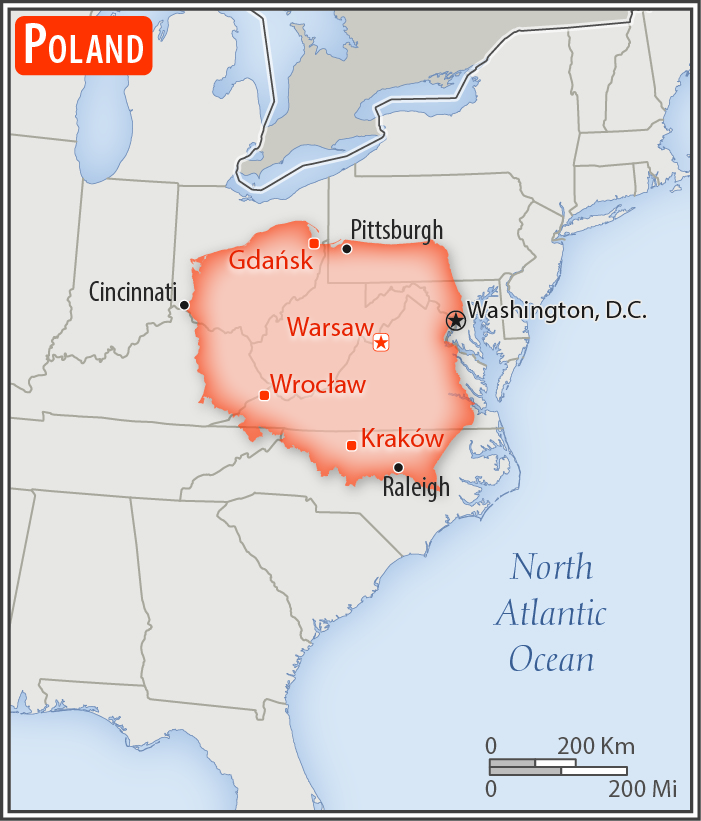 POLAND
Pittsburgh
Gdańsk
Cincinnati
Washington, D.C.
Warsaw
Wrocław
Kraków
Raleigh
North
Atlantic
Ocean
0 200 Km
0 200 Mi